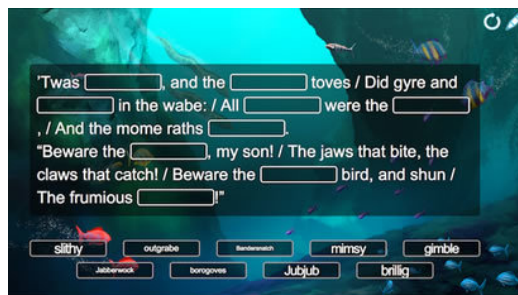 'Twas , and the toves / Did gyre and
in the wabe: / All were the
, / And the mome raths .
“Beware the , my son! / The jaws that bite, the
claws that catch! / Beware the bird, and shun /
The frumious !”
slithy outgrabe Bandersnatch mimsy gimble
Jabberwock borogoves Jubjub brillig